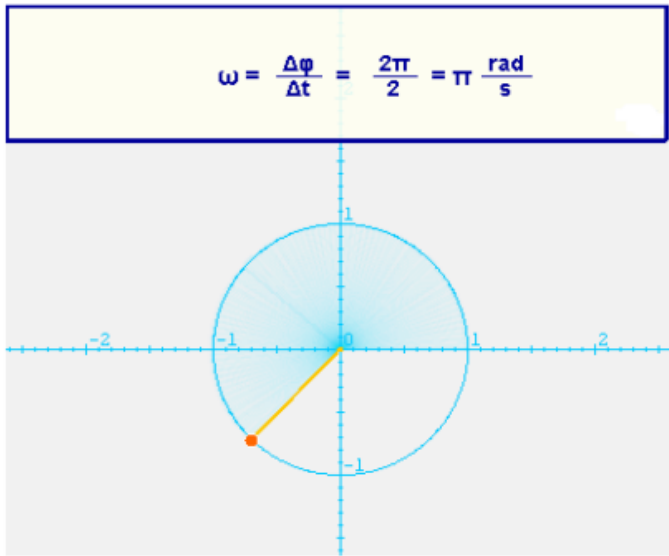 ω = Δφ/Δt = 2π/2 = π rad/s
1
-2 -1 0 1 2
-1